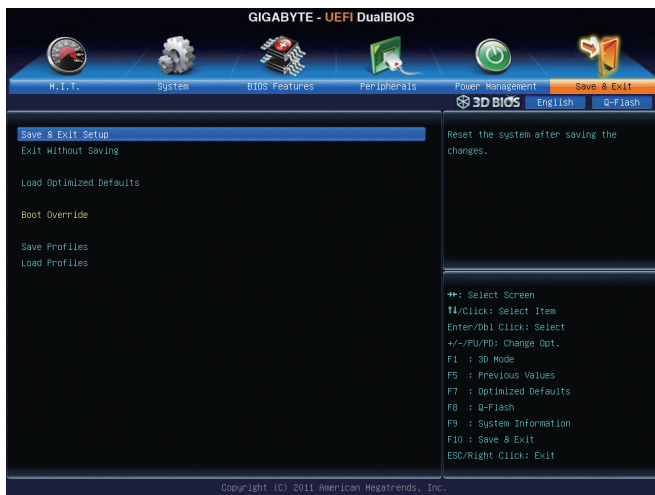 GIGABYTE - UEFI DualBIOS
M.I.T.
System
BIOS Features
Peripherals
Power Management
Save & Exit
3D BIOS
English
Q-Flash
Save & Exit Setup
Exit Without Saving
Load Optimized Defaults
Boot Override
Save Profiles
Load Profiles
Reset the system after saving the
changes.
→←: Select Screen
↑↓/Click: Select Item
Enter/Dbl Click: Select
+/-/PU/PD: Change Opt.
F1 : 3D Mode
F5 : Previous Values
F7 : Optimized Defaults
F8 : Q-Flash
F9 : System Information
F10 : Save & Exit
ESC/Right Click: Exit
Copyright (C) 2011 American Megatrends, Inc.